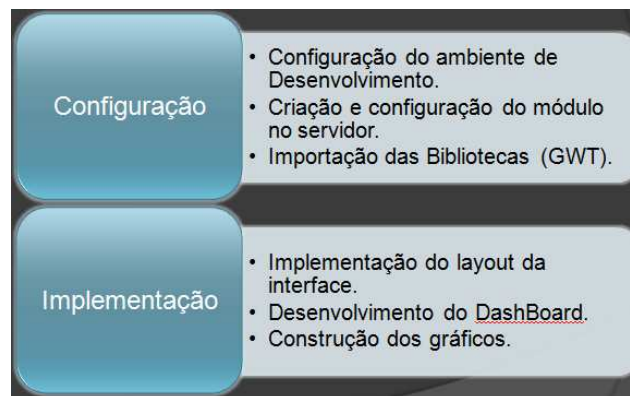 Configuração
• Configuração do ambiente de
Desenvolvimento.
• Criação e configuração do módulo
no servidor.
• Importação das Bibliotecas (GWT).
Implementação
• Implementação do layout da
interface.
• Desenvolvimento do DashBoard.
• Construção dos gráficos.